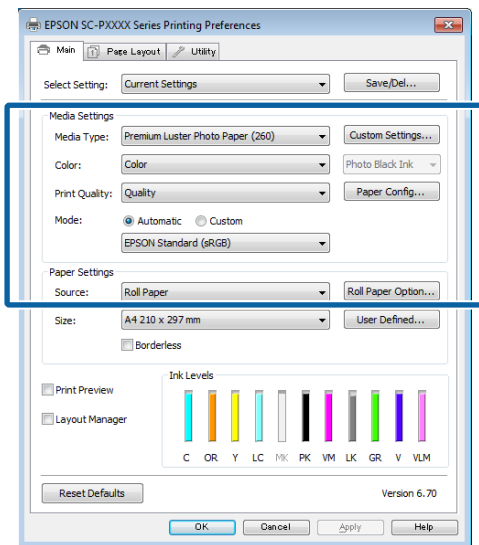 EPSON SC-PXXXX Series Printing Preferences
Main Page Layout Utility
Select Setting: Current Settings Save/Del...
Media Settings
Media Type: Premium Luster Photo Paper (260) Custom Settings...
Color: Color Photo Black Ink
Print Quality: Quality Paper Config...
Mode: Automatic Custom
EPSON Standard (sRGB)
Paper Settings
Source: Roll Paper Roll Paper Option...
Size: A4 210 x 297 mm User Defined...
Borderless
Ink Levels
Print Preview
Layout Manager
C OR Y LC MK PK VM LK GR V VLM
Reset Defaults Version 6.70
OK Cancel Apply Help